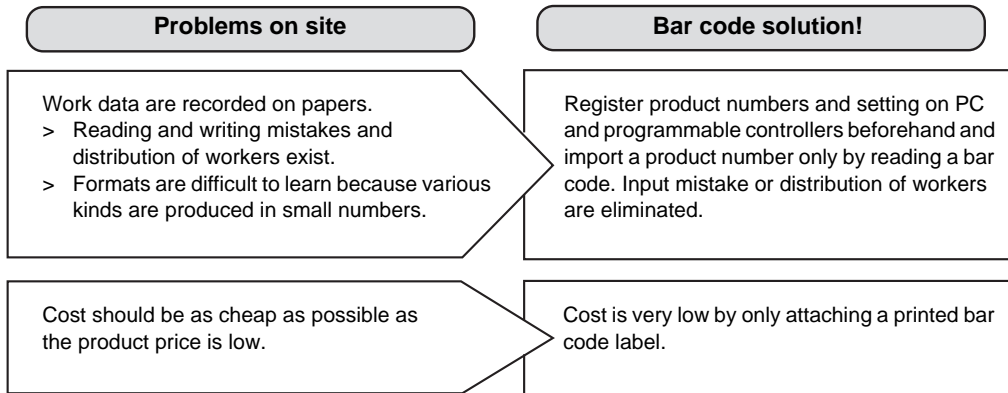 Problems on site
Bar code solution!
Work data are recorded on papers.
> Reading and writing mistakes and
distribution of workers exist.
> Formats are difficult to learn because various
kinds are produced in small numbers.
Register product numbers and setting on PC
and programmable controllers beforehand and
import a product number only by reading a bar
code. Input mistake or distribution of workers
are eliminated.
Cost should be as cheap as possible as
the product price is low.
Cost is very low by only attaching a printed bar
code label.